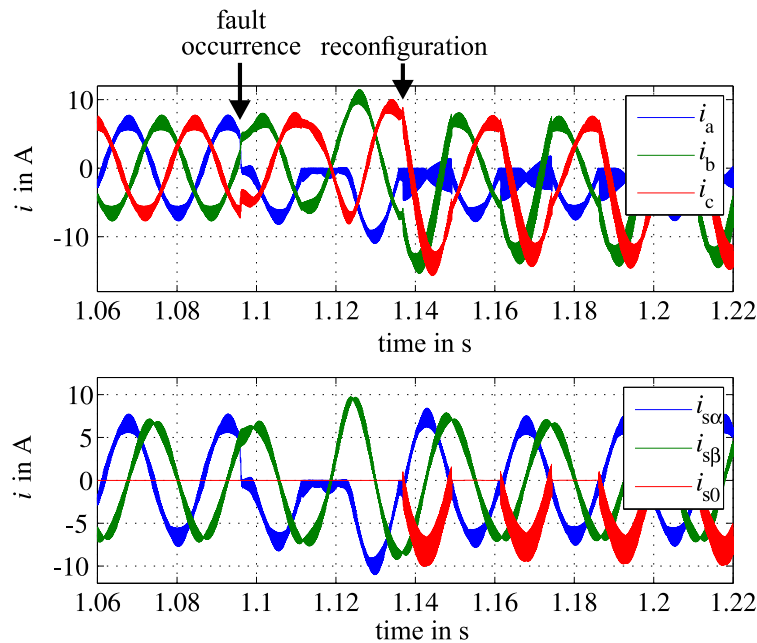 fault
occurrence
reconfiguration
10
0
-10
i in A
i_a
i_b
i_c
1.06 1.08 1.1 1.12 1.14 1.16 1.18 1.2 1.22
time in s
10
5
0
-5
-10
i in A
i_sα
i_sβ
i_s0
1.06 1.08 1.1 1.12 1.14 1.16 1.18 1.2 1.22
time in s